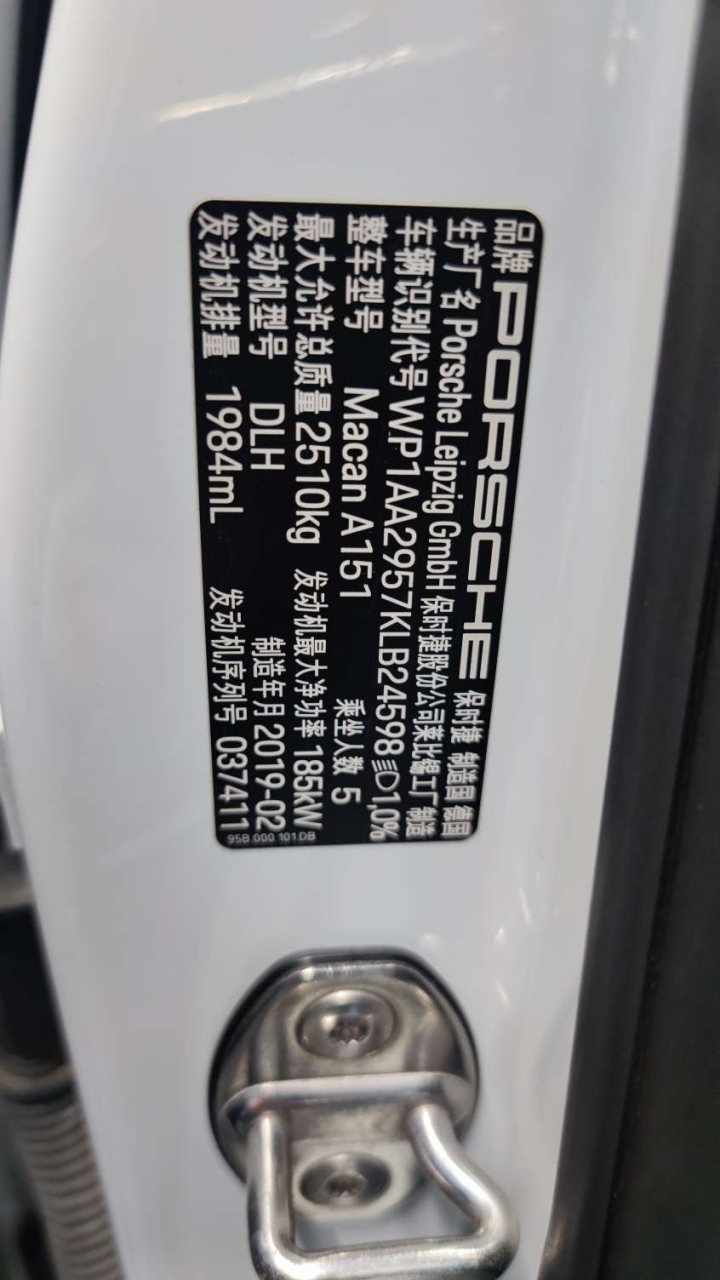 品牌 PORSCHE 保时捷 制造国 德国
生产厂名 Porsche Leipzig GmbH 保时捷股份公司莱比锡工厂 制造
车辆识别代号 WP1AA2957KLB24598 1,0%
整车型号 Macan A151 乘坐人数 5
最大允许总质量 2510kg 发动机最大净功率 185kW
发动机型号 DLH 制造年月 2019-02
发动机排量 1984mL 发动机序列号 037411
95B 000 101 DB